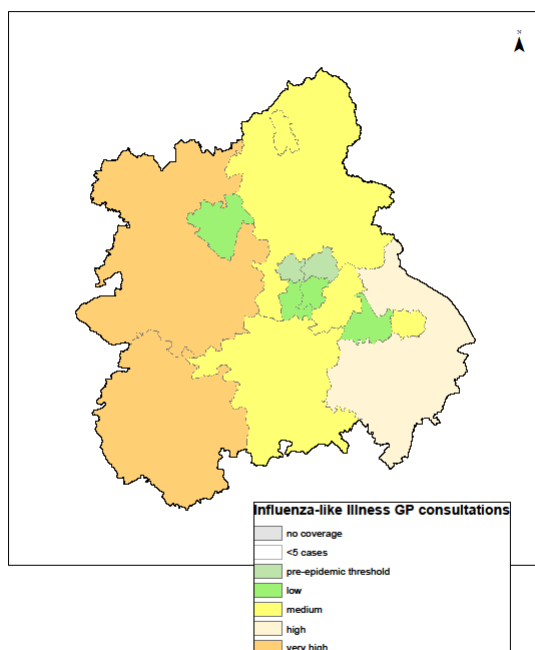 N
Influenza-like Illness GP consultations
no coverage
<5 cases
pre-epidemic threshold
low
medium
high
very high